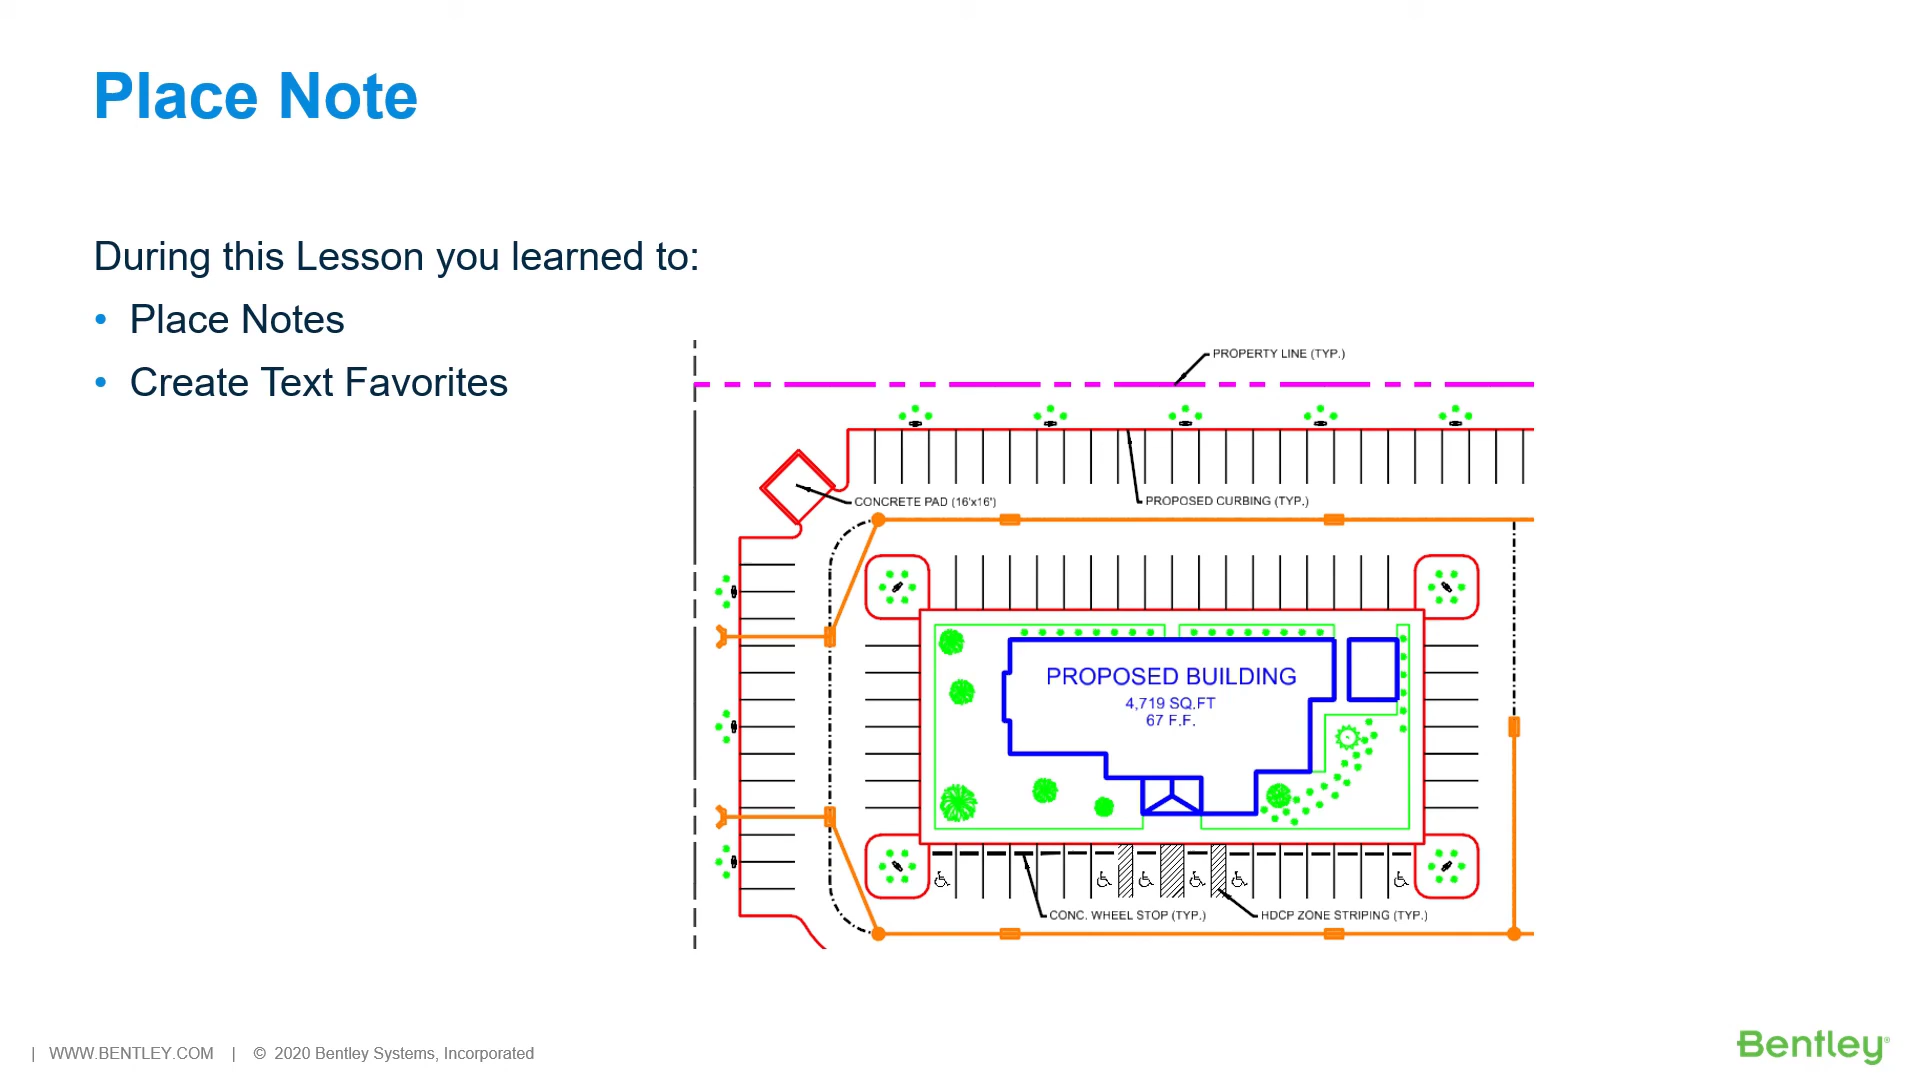 Place Note
During this Lesson you learned to:
• Place Notes
• Create Text Favorites
PROPERTY LINE (TYP.)
CONCRETE PAD (16'x16')
PROPOSED CURBING (TYP.)
PROPOSED BUILDING
4,719 SQ.FT
67 F.F.
CONC. WHEEL STOP (TYP.)
HDCP ZONE STRIPING (TYP.)
| WWW.BENTLEY.COM | © 2020 Bentley Systems, Incorporated
Bentley®